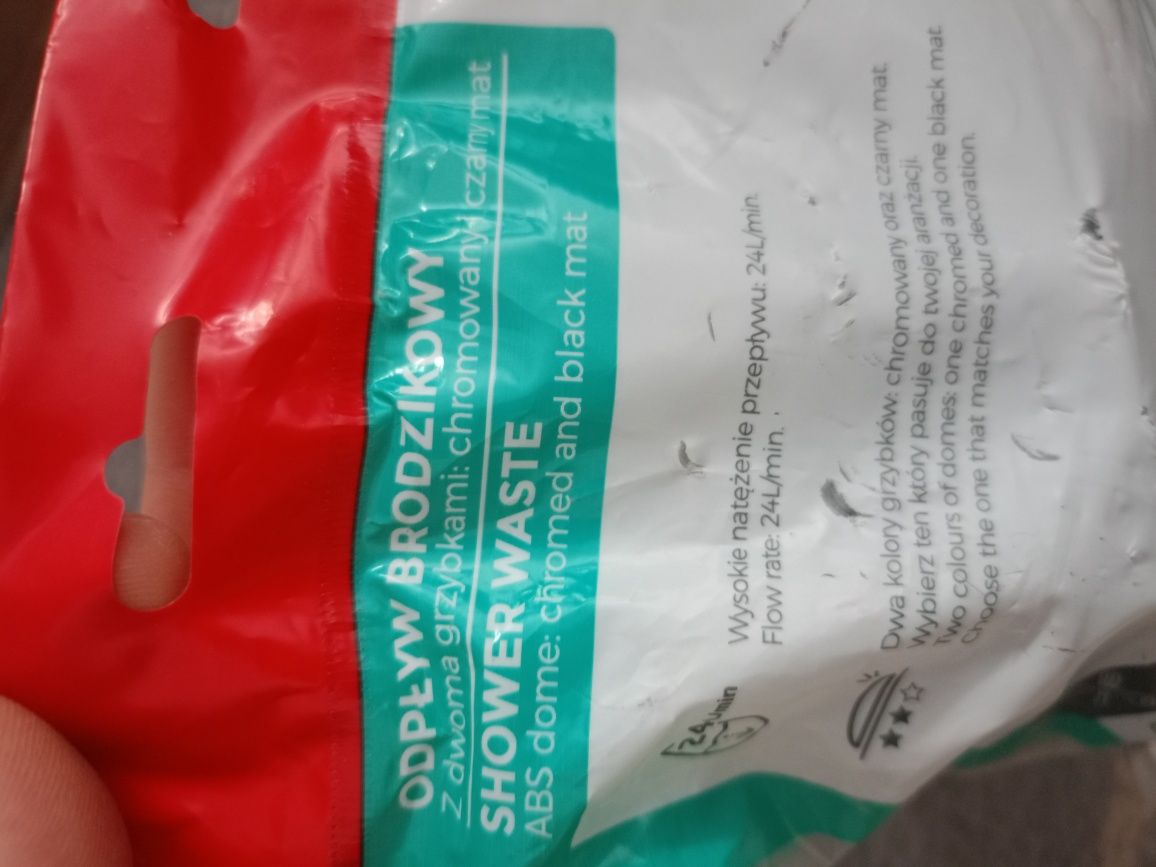 ODPŁYW BRODZIKOWY
z dwoma grzybkami: chromowany i czarny mat
SHOWER WASTE
ABS dome: chromed and black mat
24L/min
Wysokie natężenie przepływu: 24L/min.
Flow rate: 24L/min.
Dwa kolory grzybków: chromowany oraz czarny mat.
Wybierz ten który pasuje do twojej aranżacji.
Two colours of domes: one chromed and one black mat
Choose the one that matches your decoration.